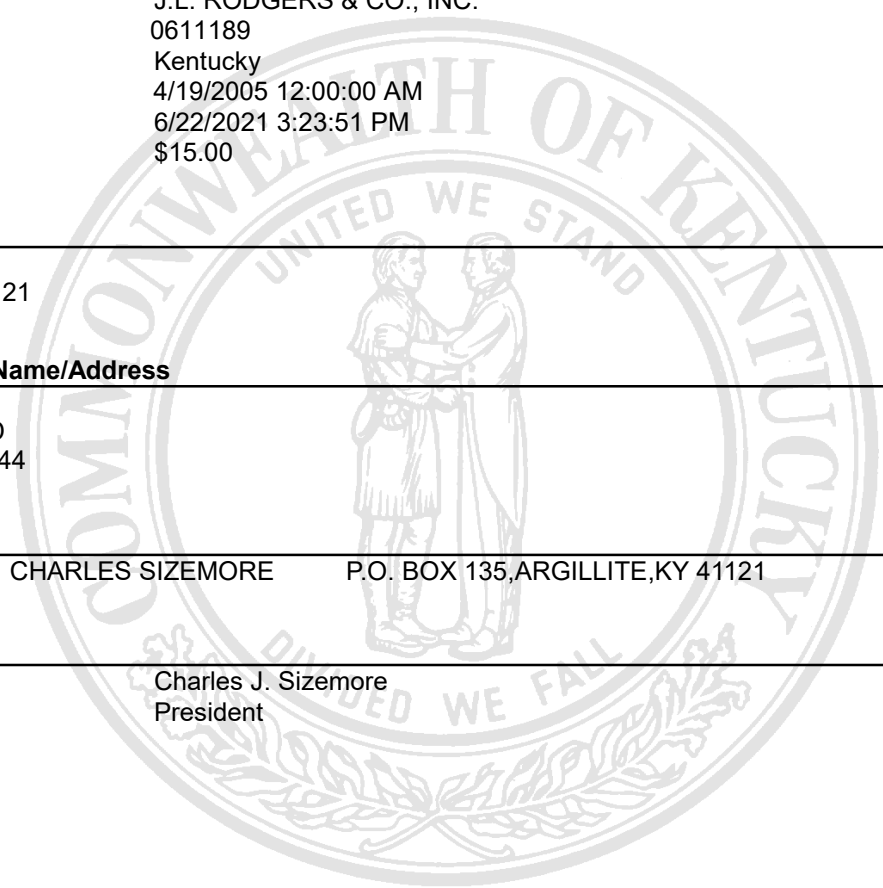 J.L. RODGERS & CO., INC.
0611189
Kentucky
4/19/2005 12:00:00 AM
6/22/2021 3:23:51 PM
$15.00
COMMONWEALTH OF KENTUCKY
UNITED WE STAND
21
Name/Address
44
CHARLES SIZEMORE P.O. BOX 135,ARGILLITE,KY 41121
DIVIDED WE FALL
Charles J. Sizemore
President